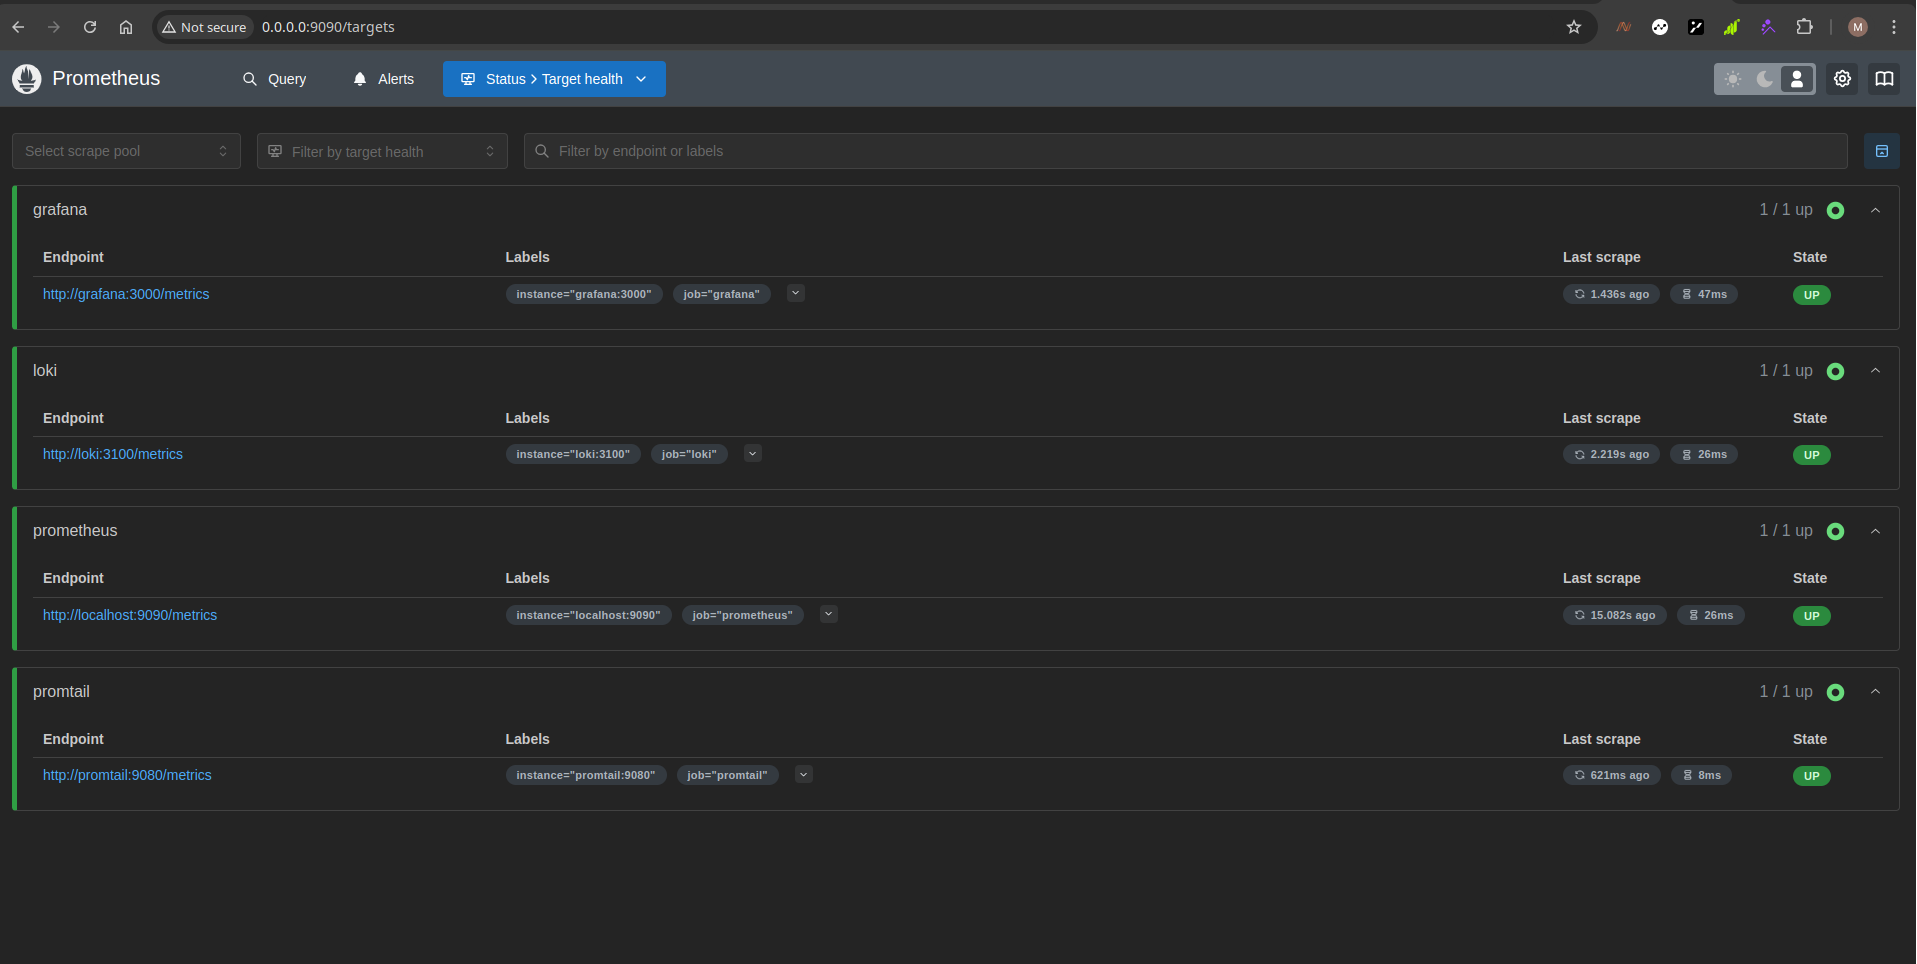 Not secure 0.0.0.0:9090/targets M
Prometheus Query Alerts Status > Target health
Select scrape pool Filter by target health Filter by endpoint or labels
grafana 1 / 1 up
Endpoint Labels Last scrape State
http://grafana:3000/metrics instance="grafana:3000" job="grafana" 1.436s ago 47ms UP
loki 1 / 1 up
Endpoint Labels Last scrape State
http://loki:3100/metrics instance="loki:3100" job="loki" 2.219s ago 26ms UP
prometheus 1 / 1 up
Endpoint Labels Last scrape State
http://localhost:9090/metrics instance="localhost:9090" job="prometheus" 15.082s ago 26ms UP
promtail 1 / 1 up
Endpoint Labels Last scrape State
http://promtail:9080/metrics instance="promtail:9080" job="promtail" 621ms ago 8ms UP